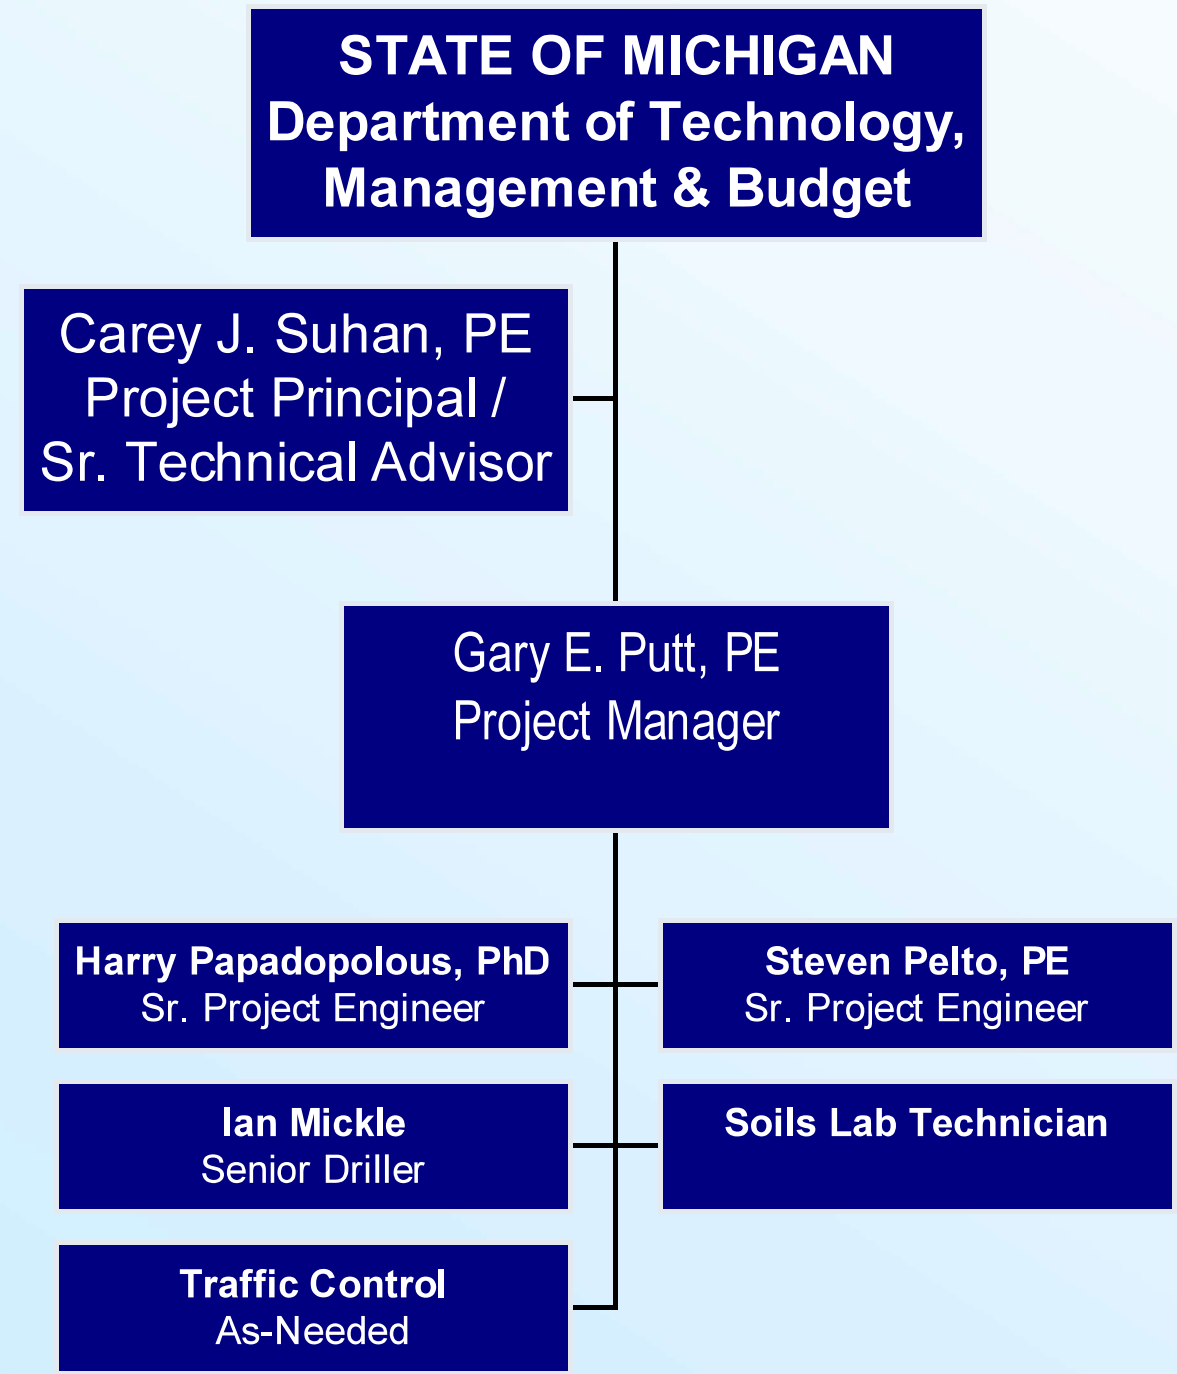 STATE OF MICHIGAN
Department of Technology,
Management & Budget
Carey J. Suhan, PE
Project Principal /
Sr. Technical Advisor
Gary E. Putt, PE
Project Manager
Harry Papadopolous, PhD
Sr. Project Engineer
Steven Pelto, PE
Sr. Project Engineer
Ian Mickle
Senior Driller
Soils Lab Technician
Traffic Control
As-Needed